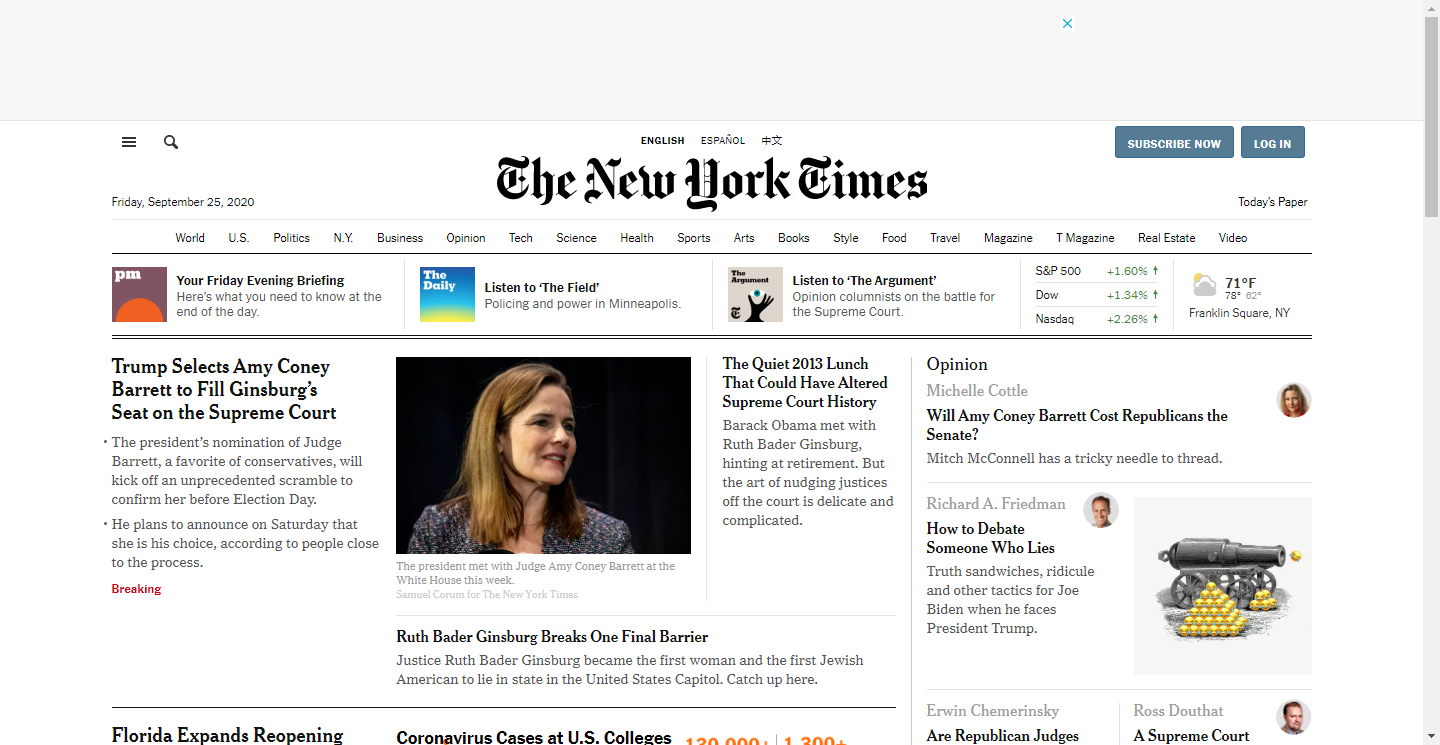 ENGLISH ESPAÑOL 中文
SUBSCRIBE NOW LOG IN
The New York Times
Friday, September 25, 2020
Today's Paper
World U.S. Politics N.Y. Business Opinion Tech Science Health Sports Arts Books Style Food Travel Magazine T Magazine Real Estate Video
pm
Your Friday Evening Briefing
Here's what you need to know at the
end of the day.
The
Daily
Listen to ‘The Field’
Policing and power in Minneapolis.
The
Argument
Listen to ‘The Argument’
Opinion columnists on the battle for
the Supreme Court.
S&P 500 +1.60% ↑
Dow +1.34% ↑
Nasdaq +2.26% ↑
71°F
78° 62°
Franklin Square, NY
Trump Selects Amy Coney
Barrett to Fill Ginsburg’s
Seat on the Supreme Court
• The president’s nomination of Judge
Barrett, a favorite of conservatives, will
kick off an unprecedented scramble to
confirm her before Election Day.
• He plans to announce on Saturday that
she is his choice, according to people close
to the process.
Breaking
The president met with Judge Amy Coney Barrett at the
White House this week.
Samuel Corum for The New York Times
The Quiet 2013 Lunch
That Could Have Altered
Supreme Court History
Barack Obama met with
Ruth Bader Ginsburg,
hinting at retirement. But
the art of nudging justices
off the court is delicate and
complicated.
Ruth Bader Ginsburg Breaks One Final Barrier
Justice Ruth Bader Ginsburg became the first woman and the first Jewish
American to lie in state in the United States Capitol. Catch up here.
Florida Expands Reopening
Coronavirus Cases at U.S. Colleges
130,000+ 1,300+
Opinion
Michelle Cottle
Will Amy Coney Barrett Cost Republicans the
Senate?
Mitch McConnell has a tricky needle to thread.
Richard A. Friedman
How to Debate
Someone Who Lies
Truth sandwiches, ridicule
and other tactics for Joe
Biden when he faces
President Trump.
Erwin Chemerinsky
Are Republican Judges
Ross Douthat
A Supreme Court